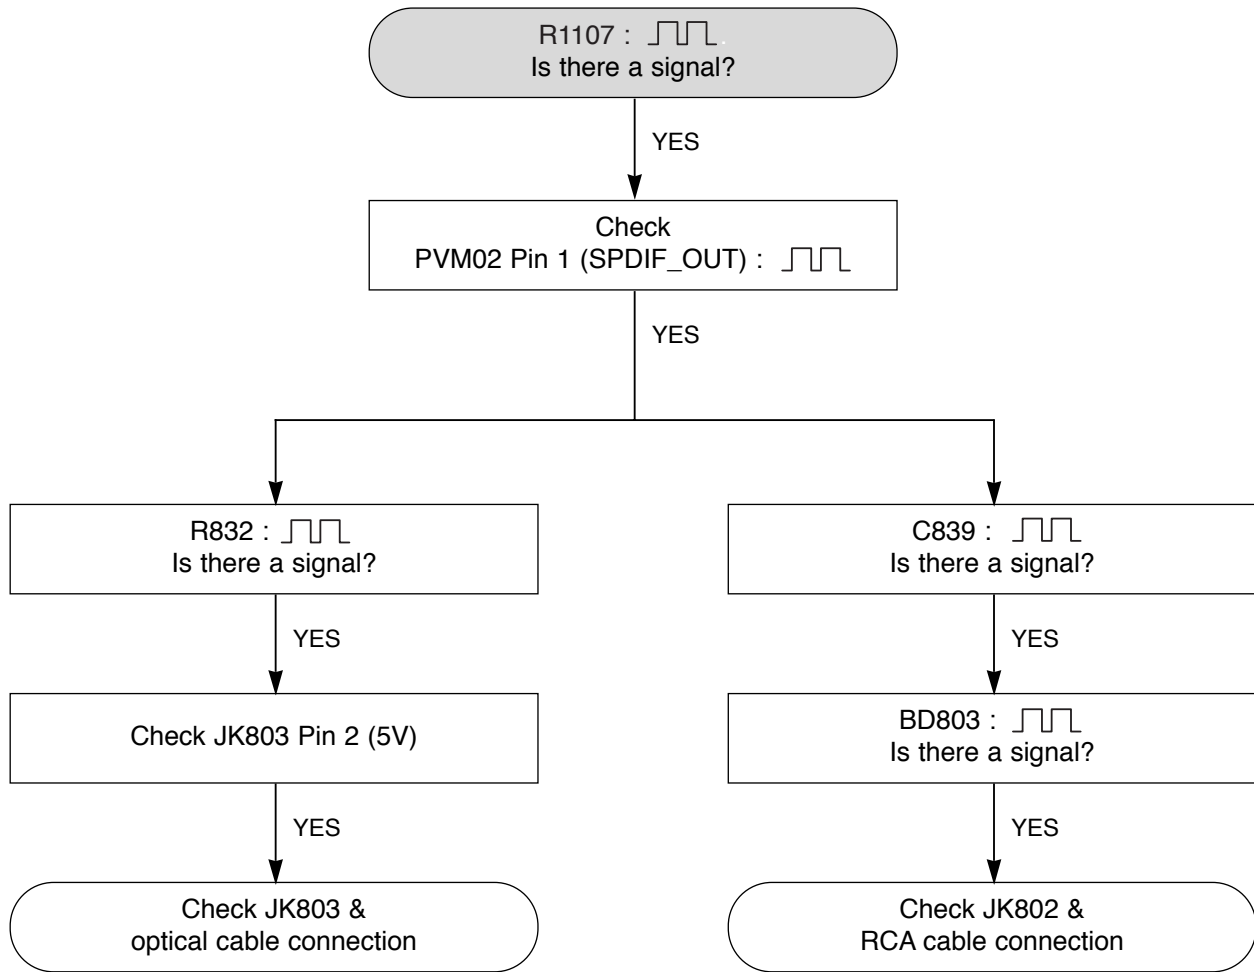 R1107 :
Is there a signal?
YES
Check
PVM02 Pin 1 (SPDIF_OUT) :
YES
R832 :
Is there a signal?
YES
Check JK803 Pin 2 (5V)
YES
Check JK803 &
optical cable connection
C839 :
Is there a signal?
YES
BD803 :
Is there a signal?
YES
Check JK802 &
RCA cable connection